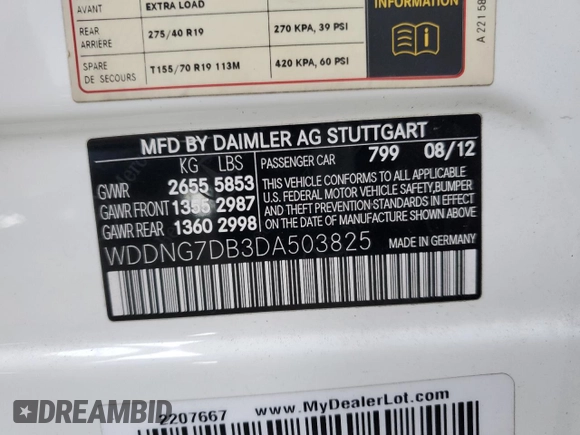 AVANT EXTRA LOAD
REAR ARRIÈRE 275/40 R19 270 KPA, 39 PSI
SPARE DE SECOURS T155/70 R19 113M 420 KPA, 60 PSI
A 221 58
MFD BY DAIMLER AG STUTTGART
KG LBS PASSENGER CAR 799 08/12
GVWR 2655 5853
GAWR FRONT 1355 2987
GAWR REAR 1360 2998
THIS VEHICLE CONFORMS TO ALL APPLICABLE
U.S. FEDERAL MOTOR VEHICLE SAFETY,BUMPER
AND THEFT PREVENTION STANDARDS IN EFFECT
ON THE DATE OF MANUFACTURE SHOWN ABOVE.
WDDNG7DB3DA503825 MADE IN GERMANY
2207667 www.MyDealerLot.com
DREAMBID